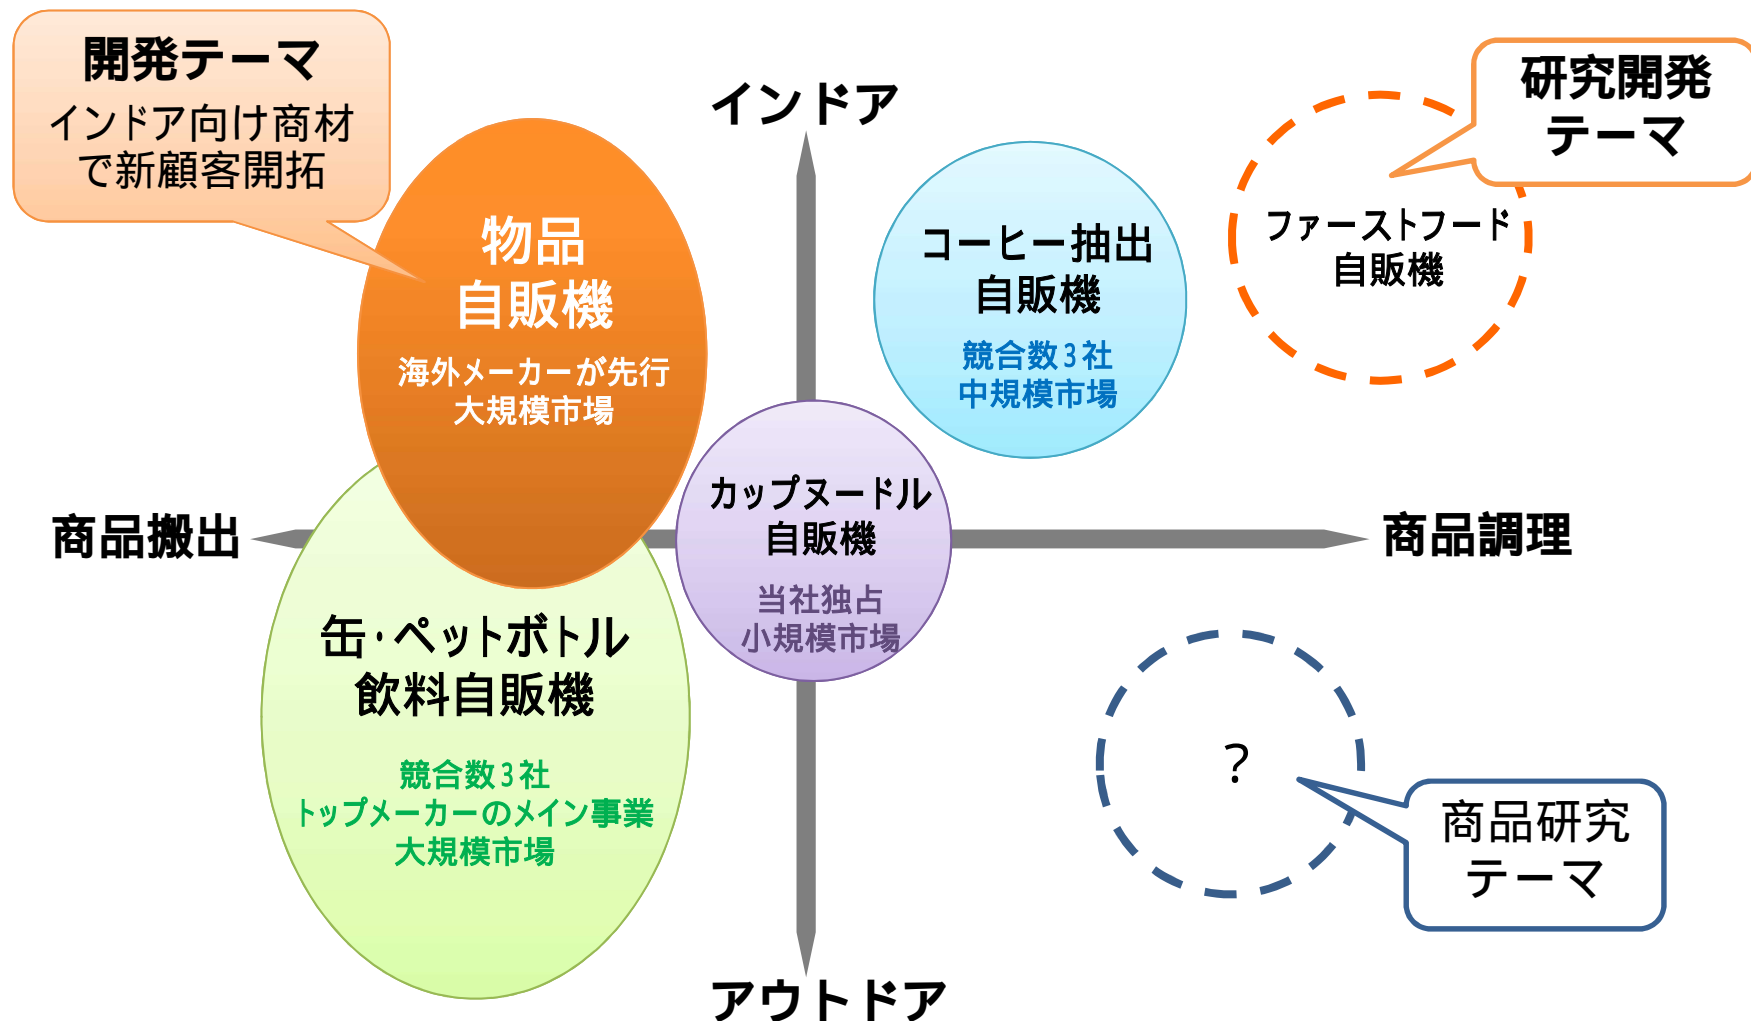 開発テーマ
インドア向け商材
で新顧客開拓
インドア
研究開発
テーマ
物品
自販機
海外メーカーが先行
大規模市場
コーヒー抽出
自販機
競合数3社
中規模市場
ファーストフード
自販機
商品搬出
カップヌードル
自販機
当社独占
小規模市場
商品調理
缶・ペットボトル
飲料自販機
競合数3社
トップメーカーのメイン事業
大規模市場
?
商品研究
テーマ
アウトドア